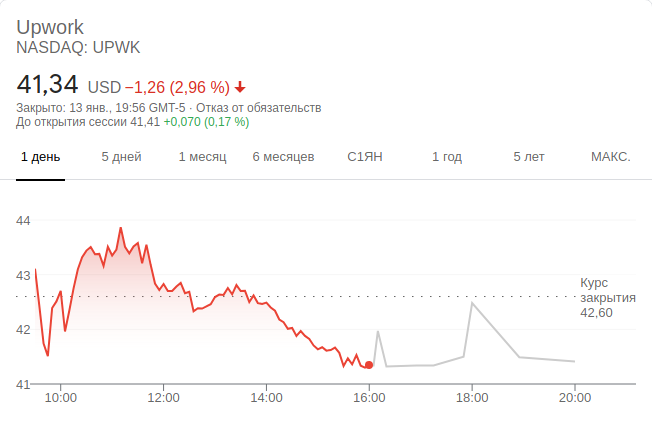 Upwork
NASDAQ: UPWK
41,34 USD −1,26 (2,96 %)
Закрыто: 13 янв., 19:56 GMT-5 · Отказ от обязательств
До открытия сессии 41,41 +0,070 (0,17 %)
1 день 5 дней 1 месяц 6 месяцев С1ЯН 1 год 5 лет МАКС.
44
43
Курс
закрытия
42,60
42
41
10:00 12:00 14:00 16:00 18:00 20:00